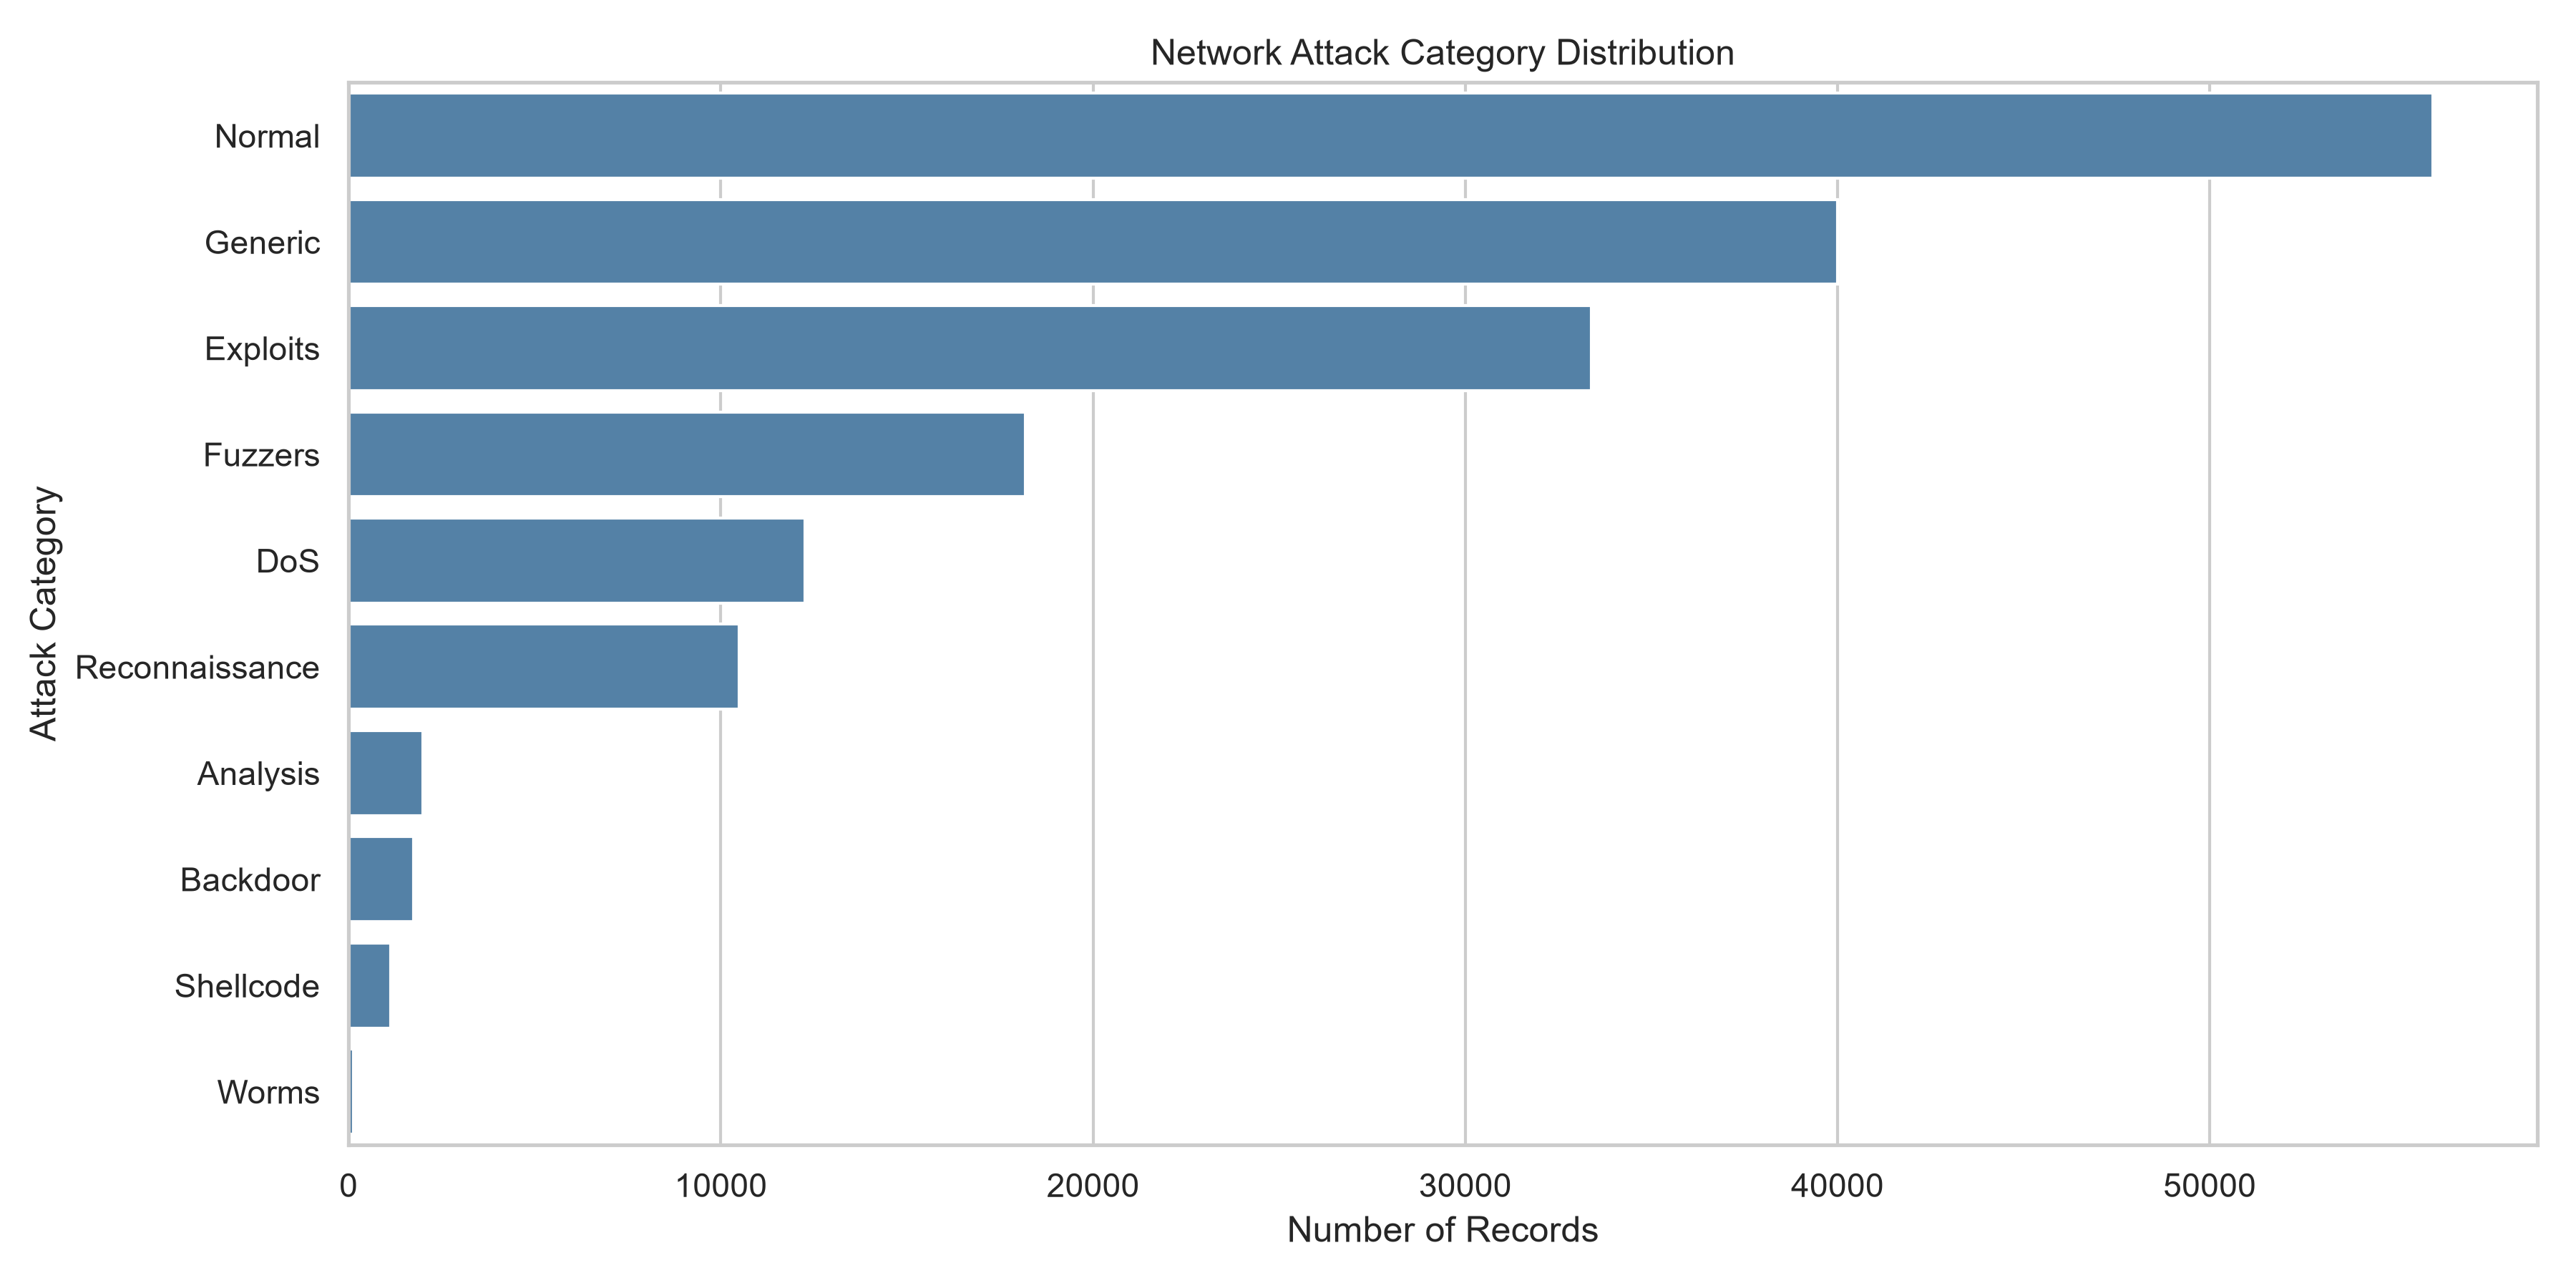 Network Attack Category Distribution
Attack Category
Normal
Generic
Exploits
Fuzzers
DoS
Reconnaissance
Analysis
Backdoor
Shellcode
Worms
0 10000 20000 30000 40000 50000
Number of Records